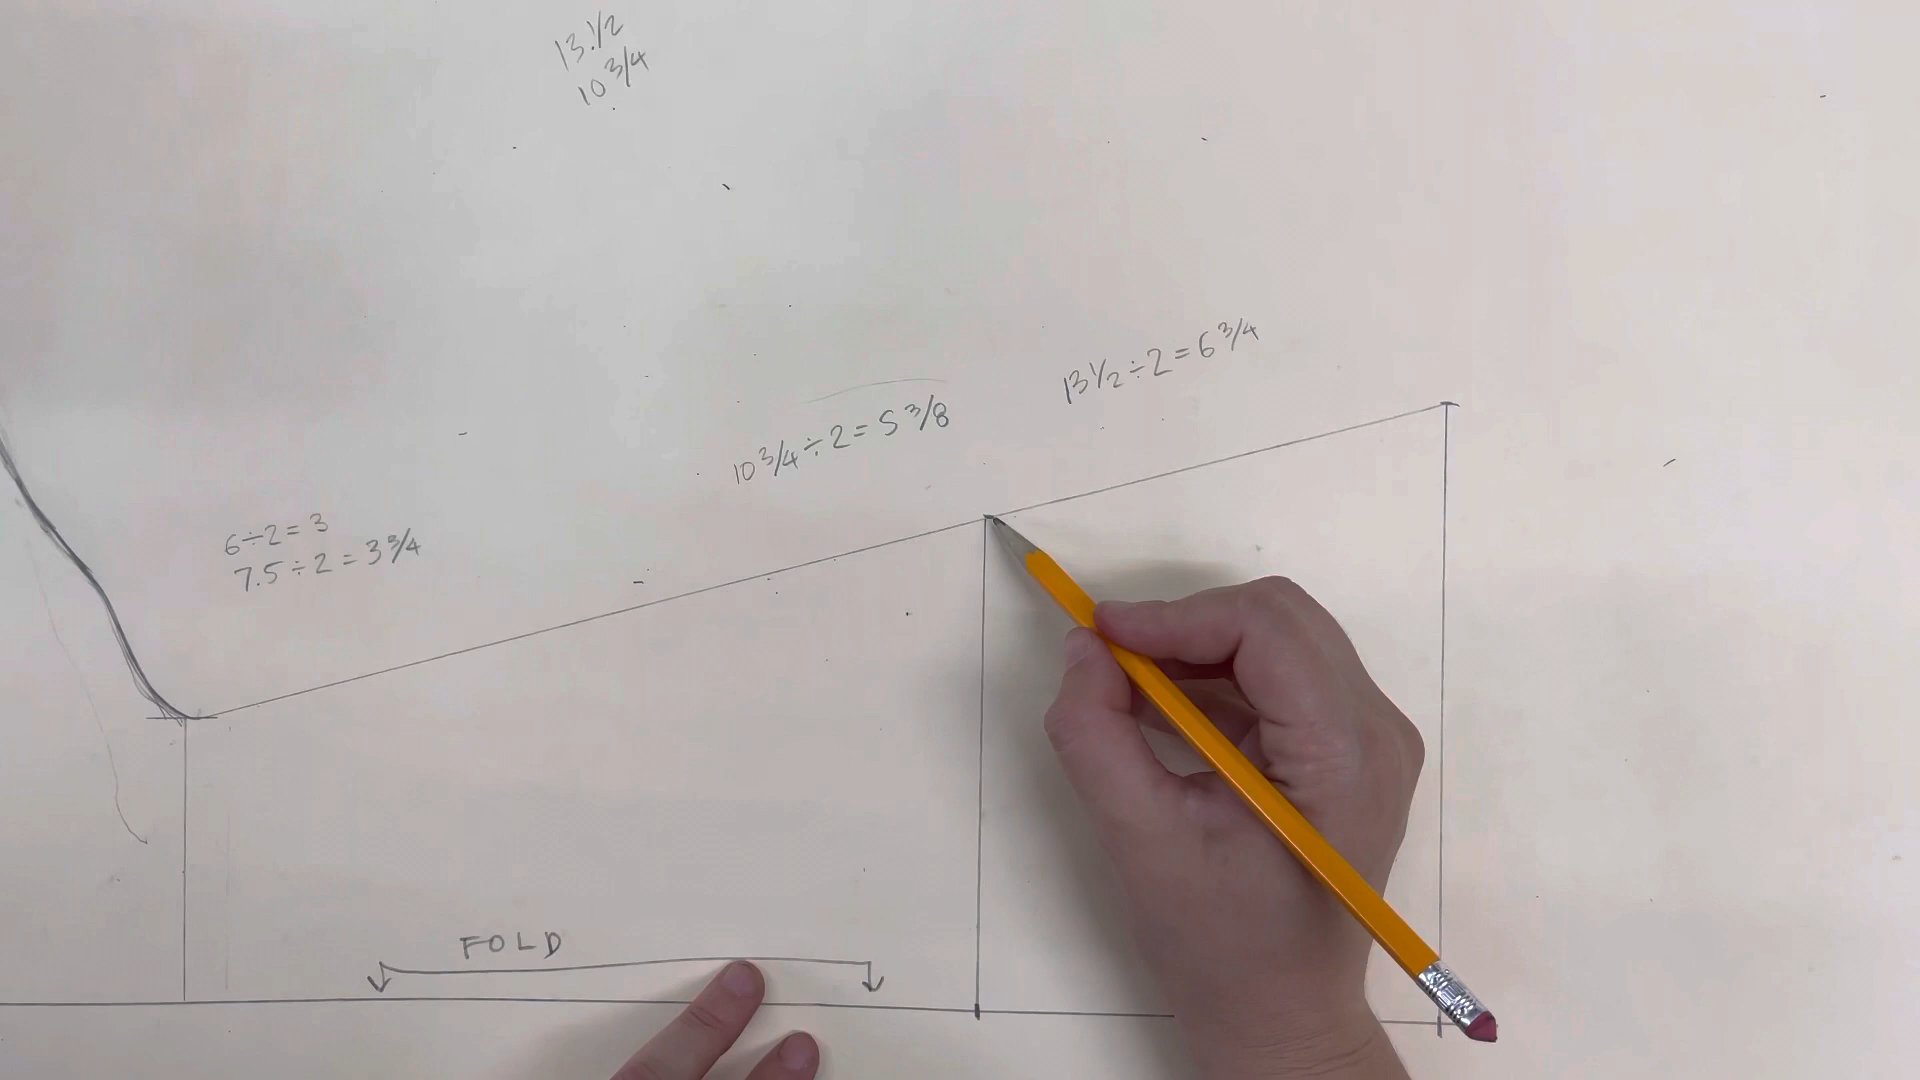 13 1/2
10 3/4
13 1/2 ÷ 2 = 6 3/4
10 3/4 ÷ 2 = 5 3/8
6 ÷ 2 = 3
7.5 ÷ 2 = 3 3/4
FOLD